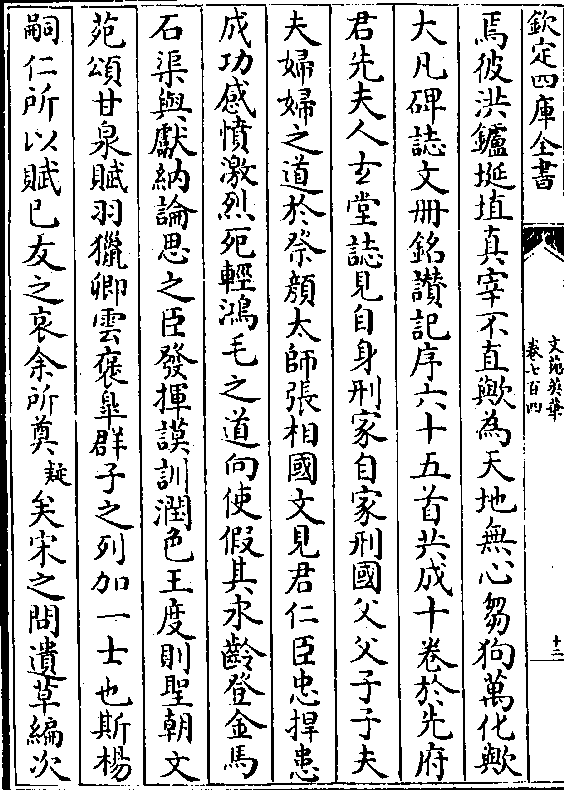 欽定四庫全書
文苑英華
卷七百四
十二
焉彼洪鑪埏埴真宰不直歟為天地無心芻狗萬化歟
大凡碑誌文冊銘讚記序六十五首共成十卷於先府
君先夫人玄堂誌見自身刑家自家刑國父父子子夫
夫婦婦之道於祭顔太師張相國文見君仁臣忠捍患
成功感憤激烈死輕鴻毛之道向使假其永齡登金馬
石渠與獻納論思之臣發揮謨訓潤色王度則聖朝文
苑頌甘泉賦羽獵卿雲褒臯群子之列加一士也斯楊
嗣仁所以賦已友之哀余所奠疑矣宋之問遺草編次